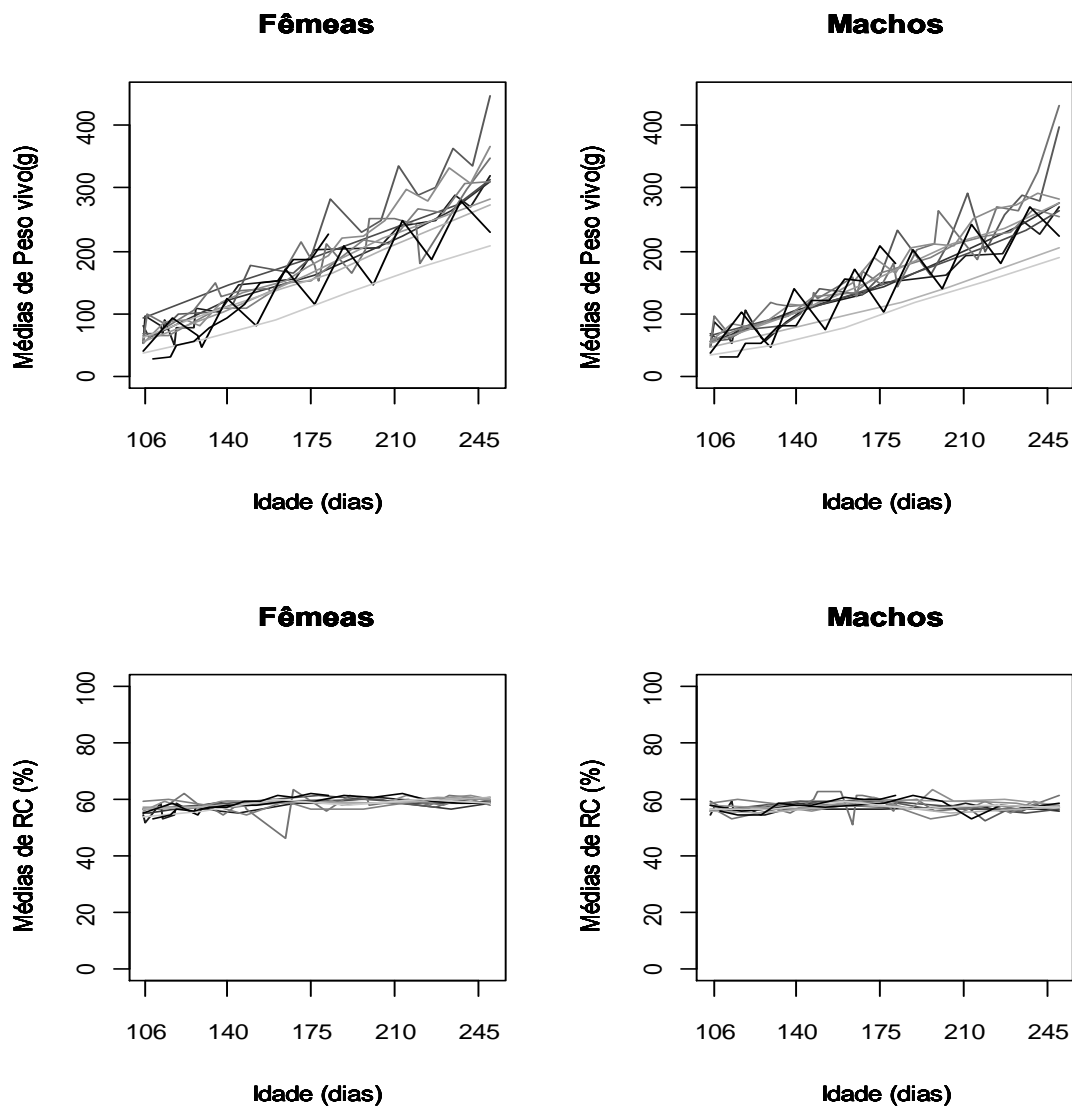 Fêmeas
Médias de Peso vivo(g)
0 100 200 300 400
106 140 175 210 245
Idade (dias)
Machos
Médias de Peso vivo(g)
0 100 200 300 400
106 140 175 210 245
Idade (dias)
Fêmeas
Médias de RC (%)
0 20 40 60 80 100
106 140 175 210 245
Idade (dias)
Machos
Médias de RC (%)
0 20 40 60 80 100
106 140 175 210 245
Idade (dias)